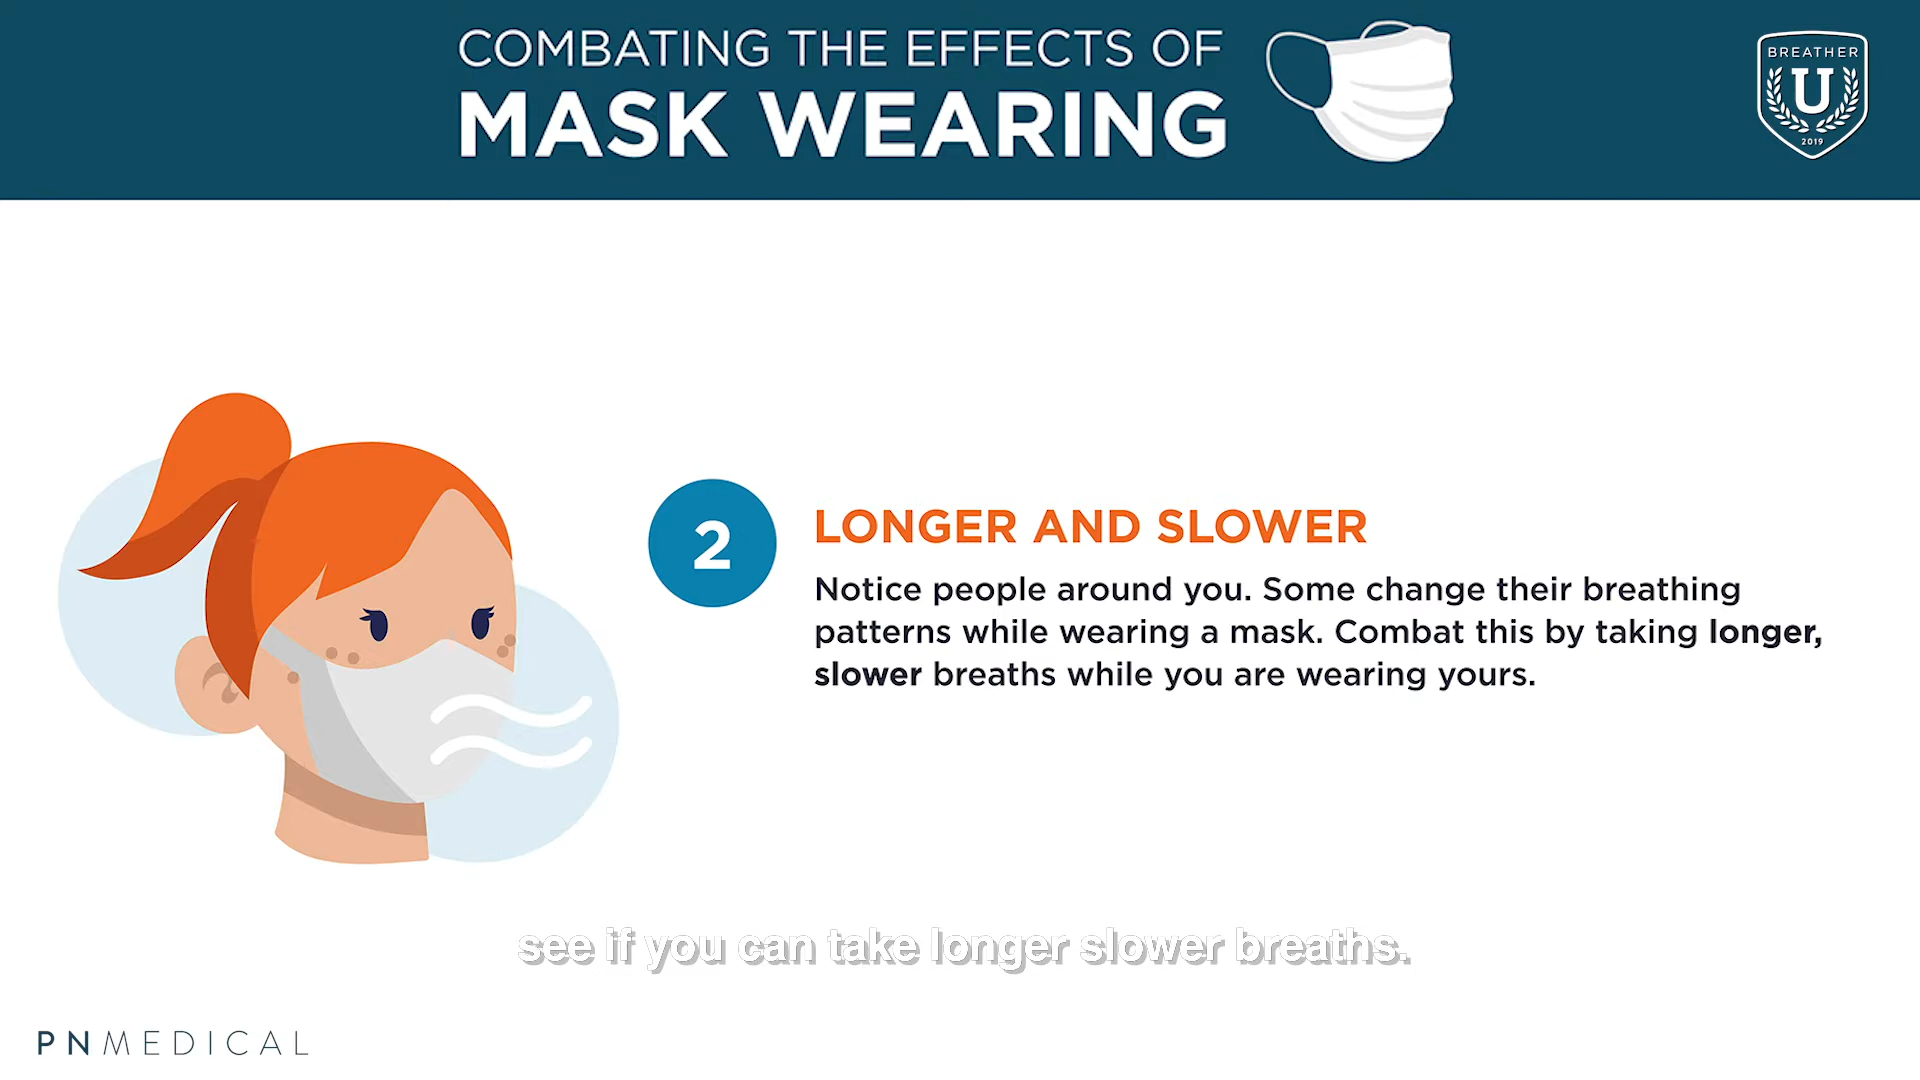 COMBATING THE EFFECTS OF
MASK WEARING
BREATHER
U
2019
2
LONGER AND SLOWER
Notice people around you. Some change their breathing
patterns while wearing a mask. Combat this by taking longer,
slower breaths while you are wearing yours.
see if you can take longer slower breaths.
PNMEDICAL